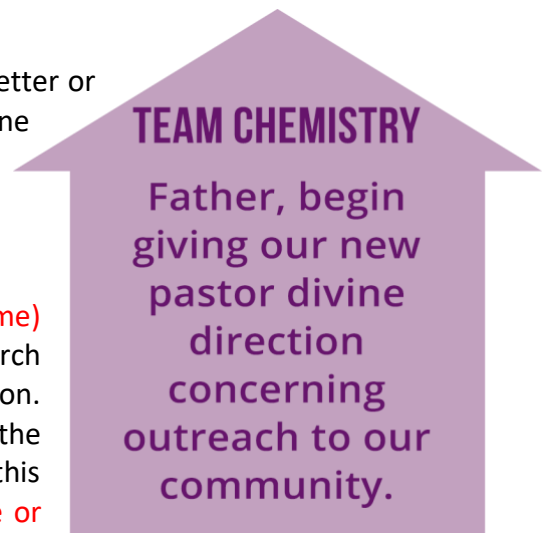 etter or
TEAM CHEMISTRY
Father, begin
giving our new
pastor divine
direction
concerning
outreach to our
community.
me)
rch
on.
the
this
e or